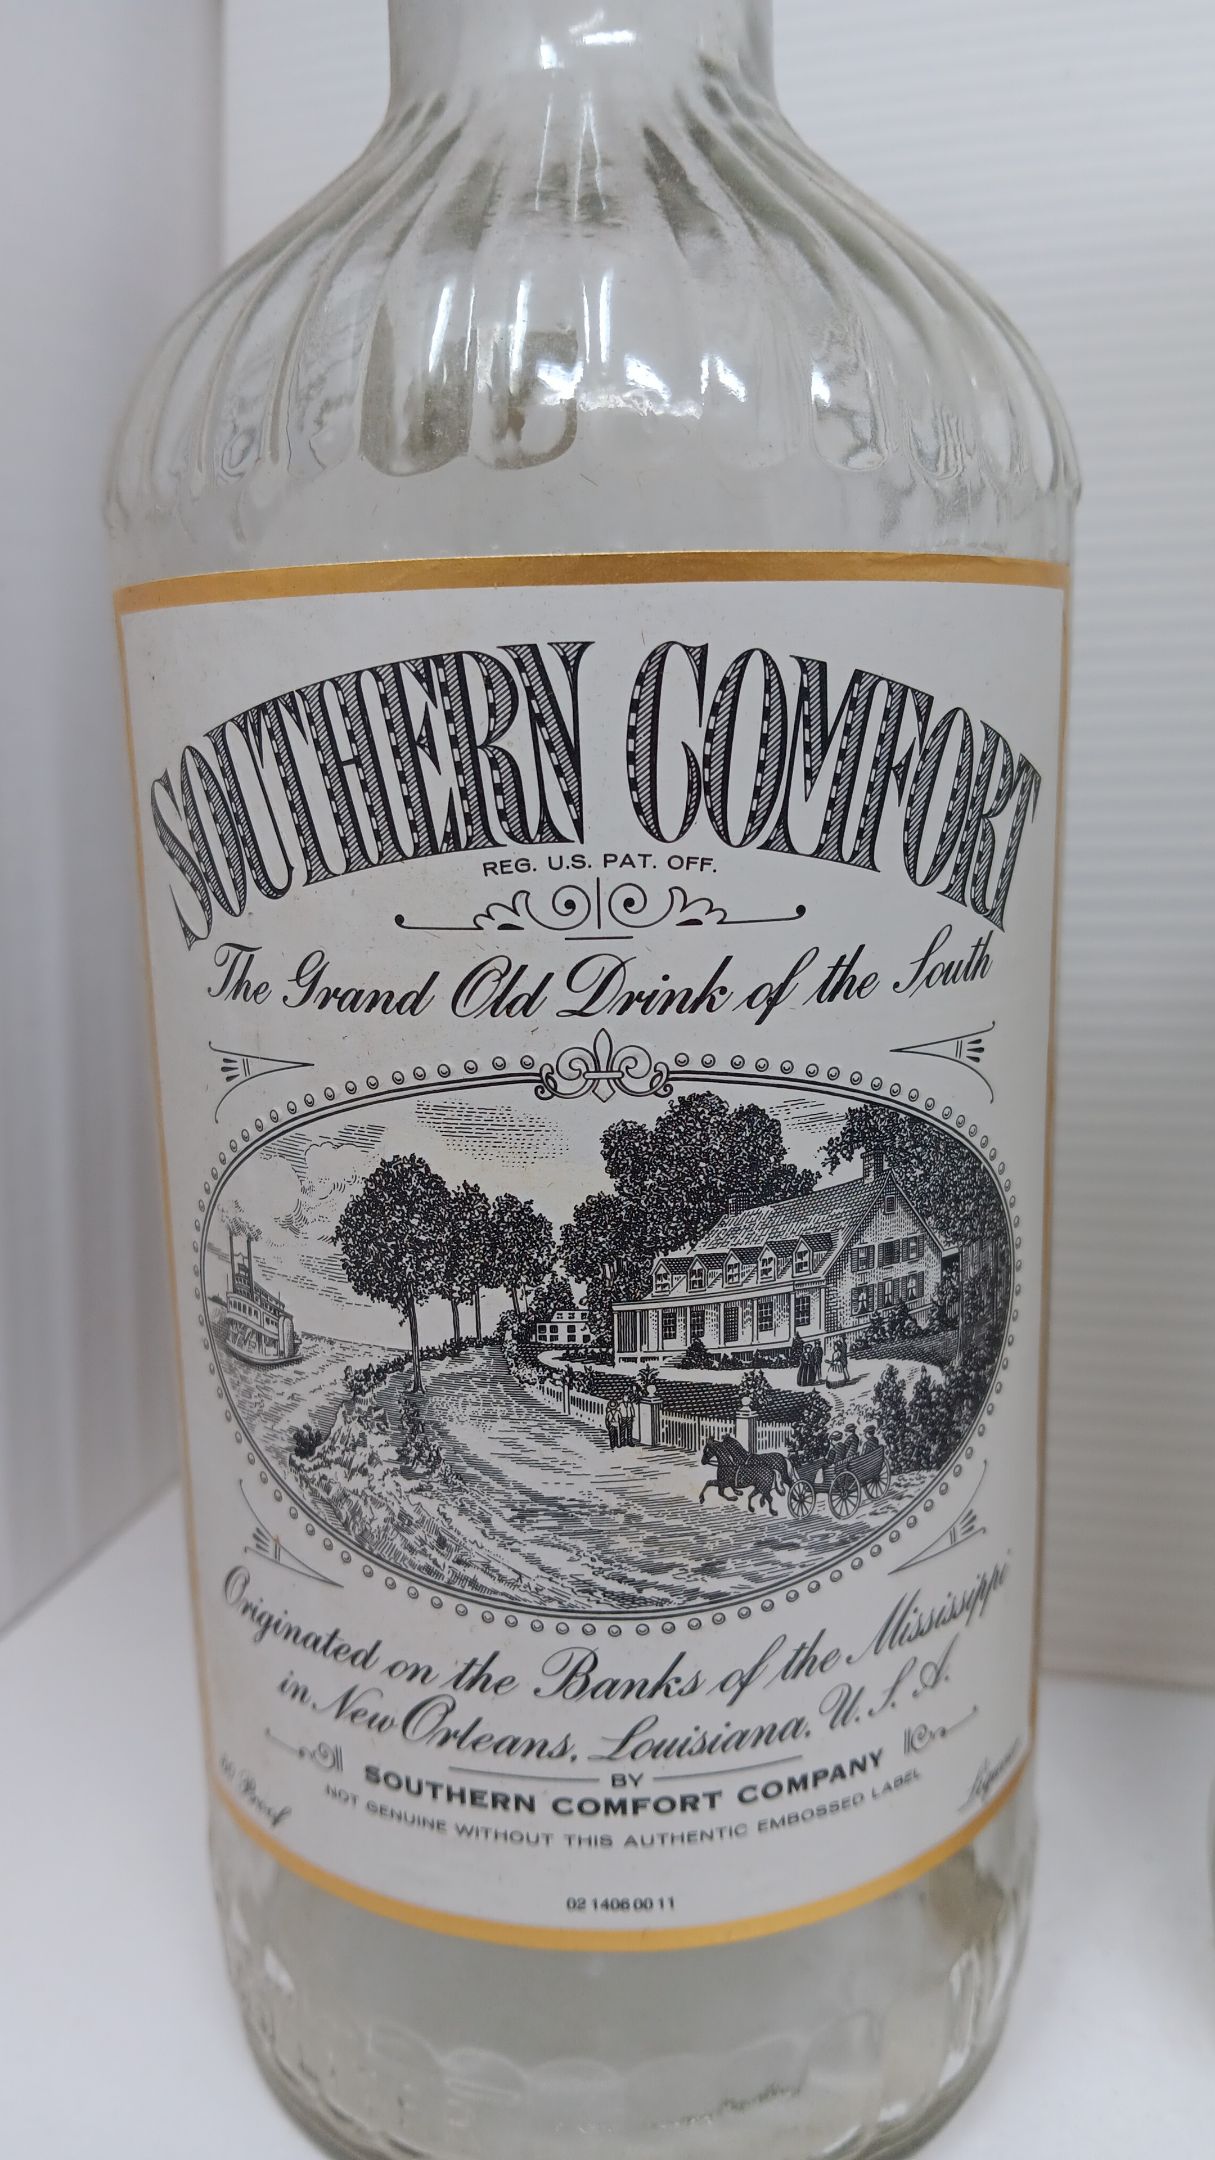 SOUTHERN COMFORT
REG. U.S. PAT. OFF.
The Grand Old Drink of the South
Originated on the Banks of the Mississippi
in New Orleans, Louisiana, U.S.A.
BY
SOUTHERN COMFORT COMPANY
NOT GENUINE WITHOUT THIS AUTHENTIC EMBOSSED LABEL
Proof
Liqueur
02 1406 00 11